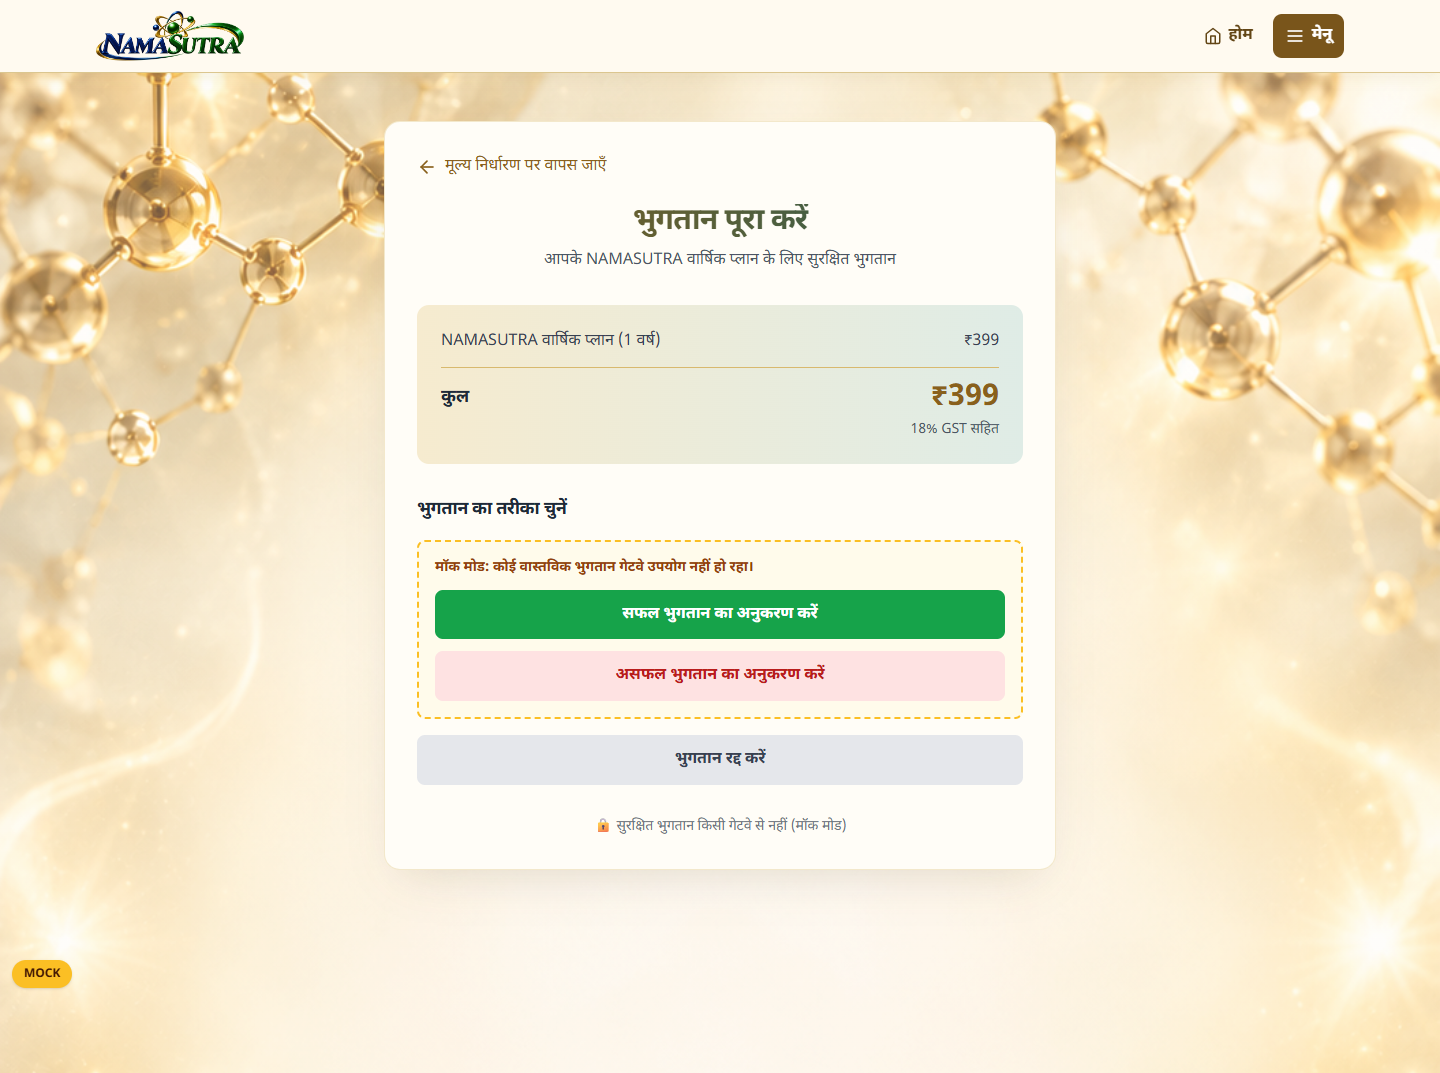 NAMASUTRA
होम
मेनू
मूल्य निर्धारण पर वापस जाएँ
भुगतान पूरा करें
आपके NAMASUTRA वार्षिक प्लान के लिए सुरक्षित भुगतान
NAMASUTRA वार्षिक प्लान (1 वर्ष) ₹399
कुल ₹399
18% GST सहित
भुगतान का तरीका चुनें
मॉक मोड: कोई वास्तविक भुगतान गेटवे उपयोग नहीं हो रहा।
सफल भुगतान का अनुकरण करें
असफल भुगतान का अनुकरण करें
भुगतान रद्द करें
🔒 सुरक्षित भुगतान किसी गेटवे से नहीं (मॉक मोड)
MOCK